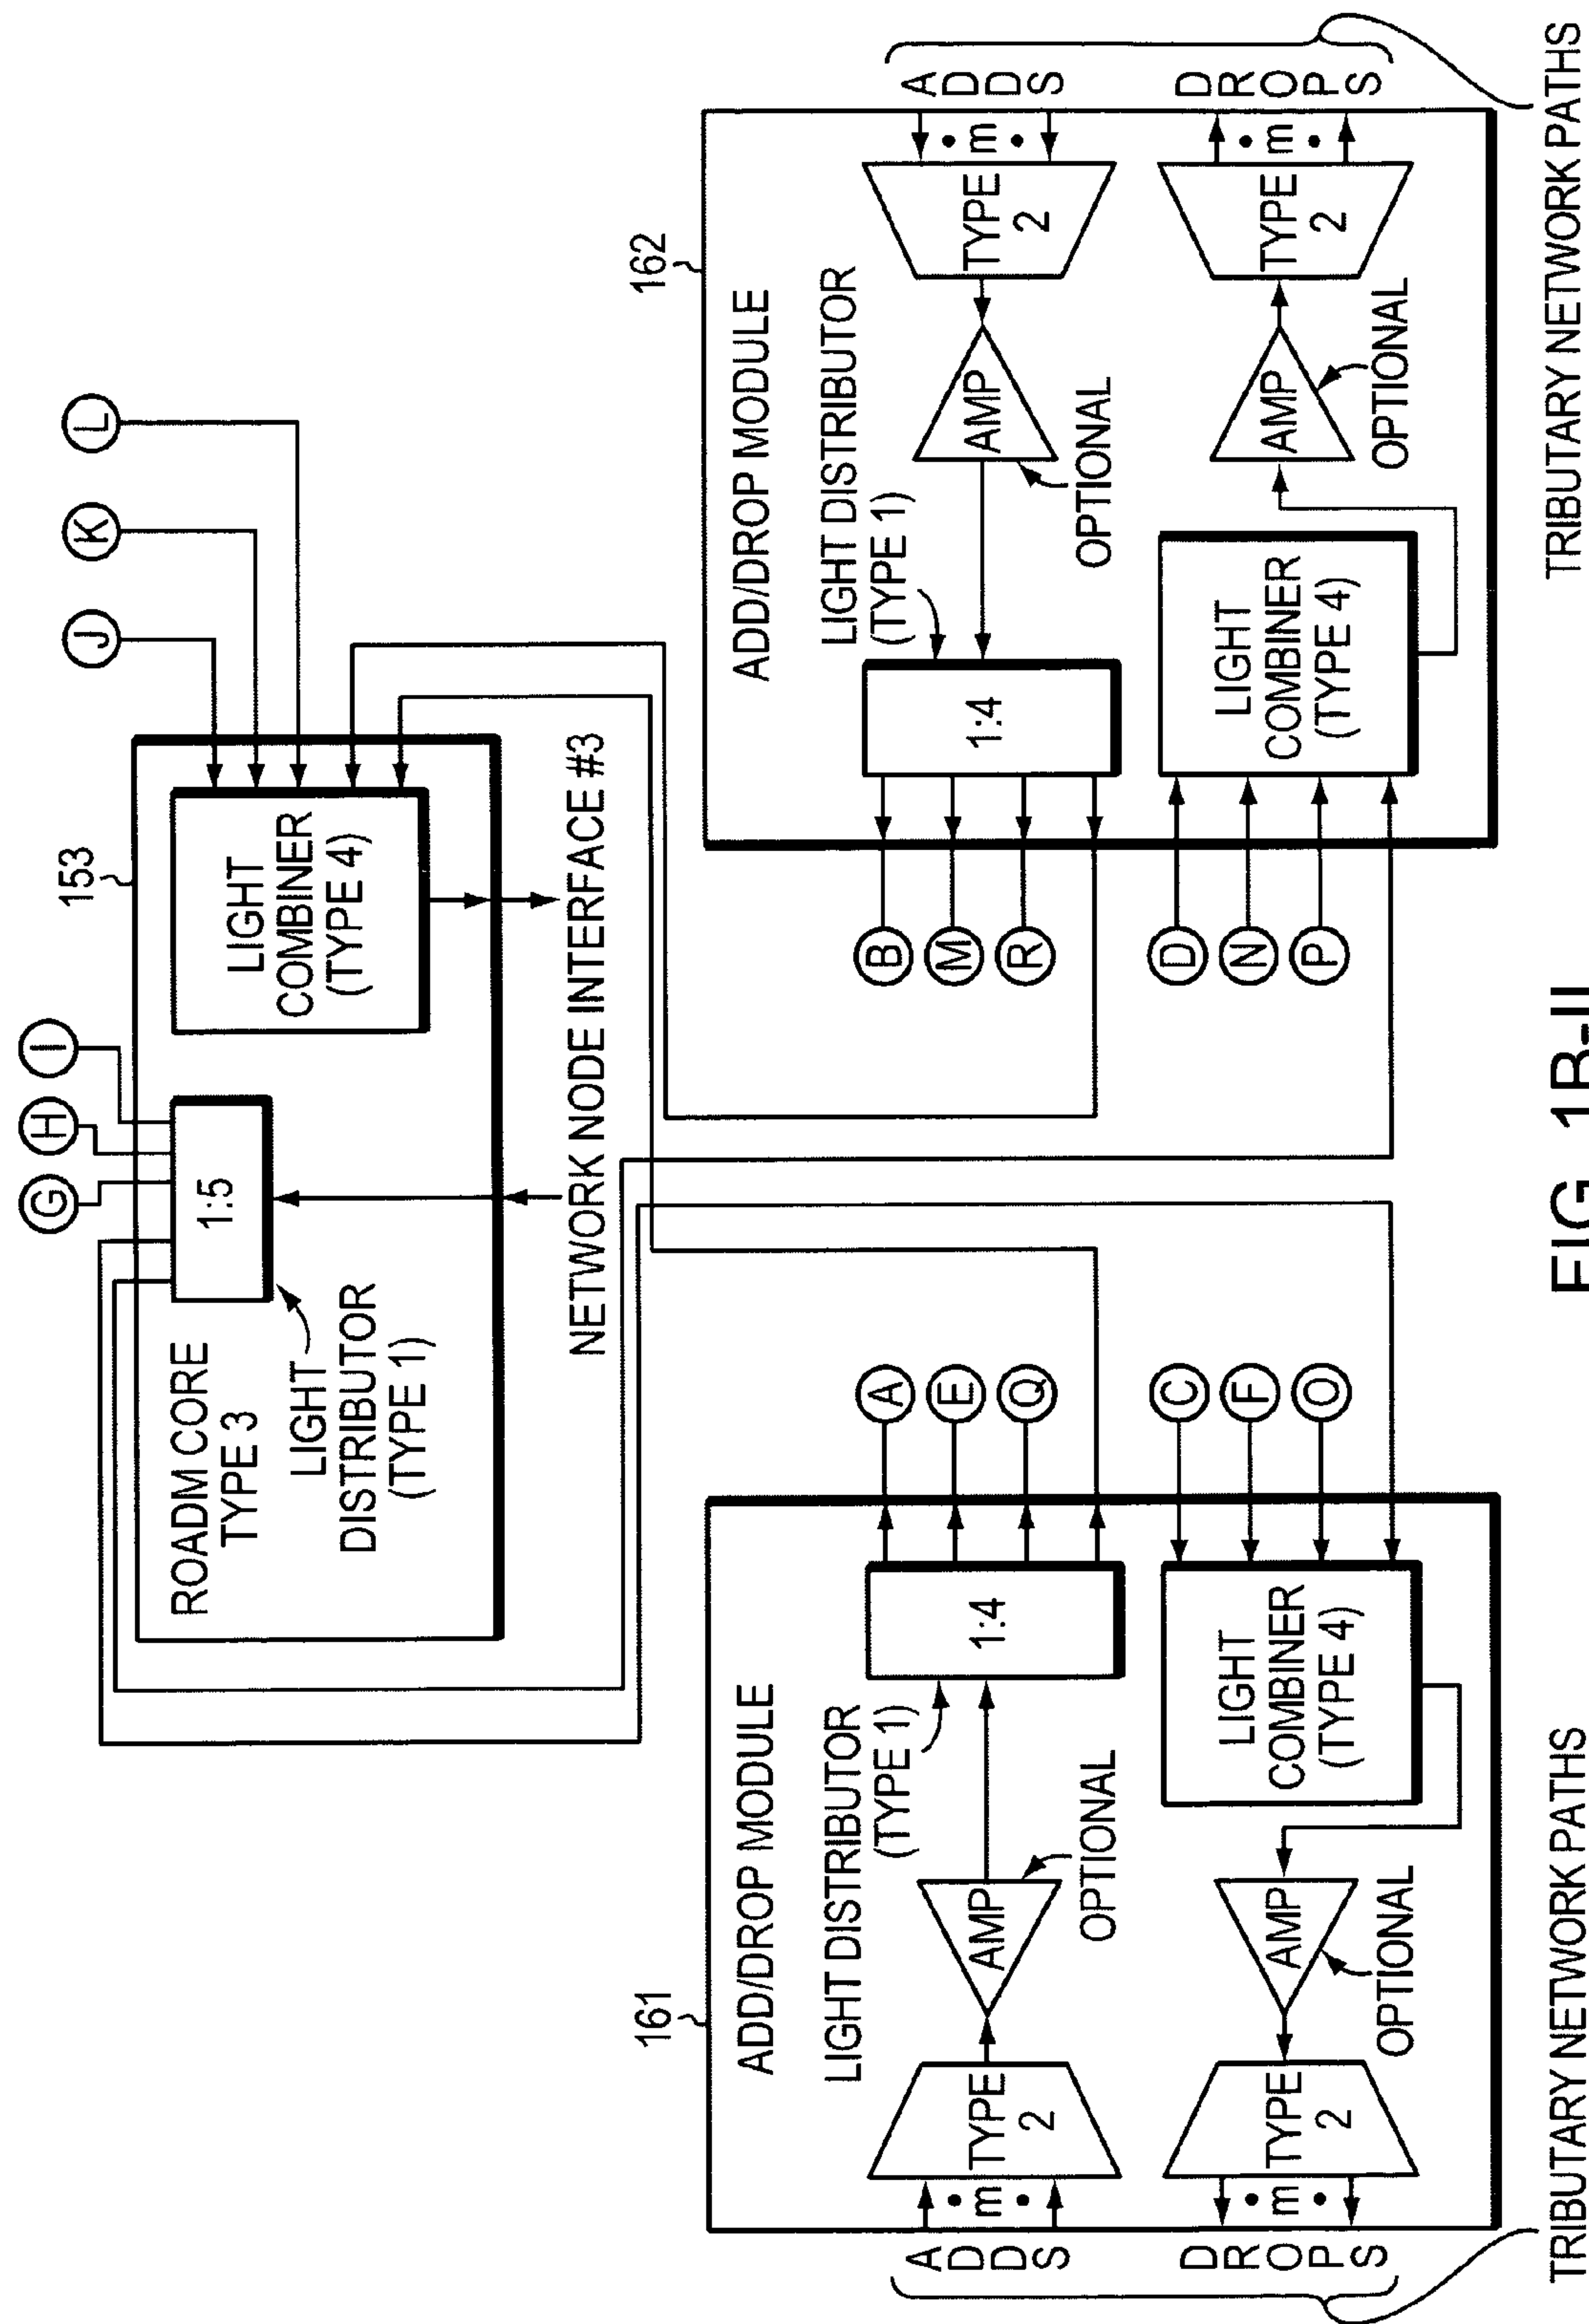 G
H
I
J
K
L
153
ROADM CORE
TYPE 3
1:5
LIGHT
DISTRIBUTOR
(TYPE 1)
LIGHT
COMBINER
(TYPE 4)
NETWORK NODE INTERFACE #3
161
ADD/DROP MODULE
LIGHT DISTRIBUTOR
(TYPE 1)
ADDS
m
TYPE
2
AMP
OPTIONAL
1:4
A
E
Q
DROPS
m
TYPE
2
AMP
OPTIONAL
LIGHT
COMBINER
(TYPE 4)
C
F
O
TRIBUTARY NETWORK PATHS
162
ADD/DROP MODULE
LIGHT DISTRIBUTOR
(TYPE 1)
B
M
R
1:4
AMP
OPTIONAL
TYPE
2
m
ADDS
D
N
P
LIGHT
COMBINER
(TYPE 4)
AMP
OPTIONAL
TYPE
2
m
DROPS
TRIBUTARY NETWORK PATHS
FIG. 1B-II